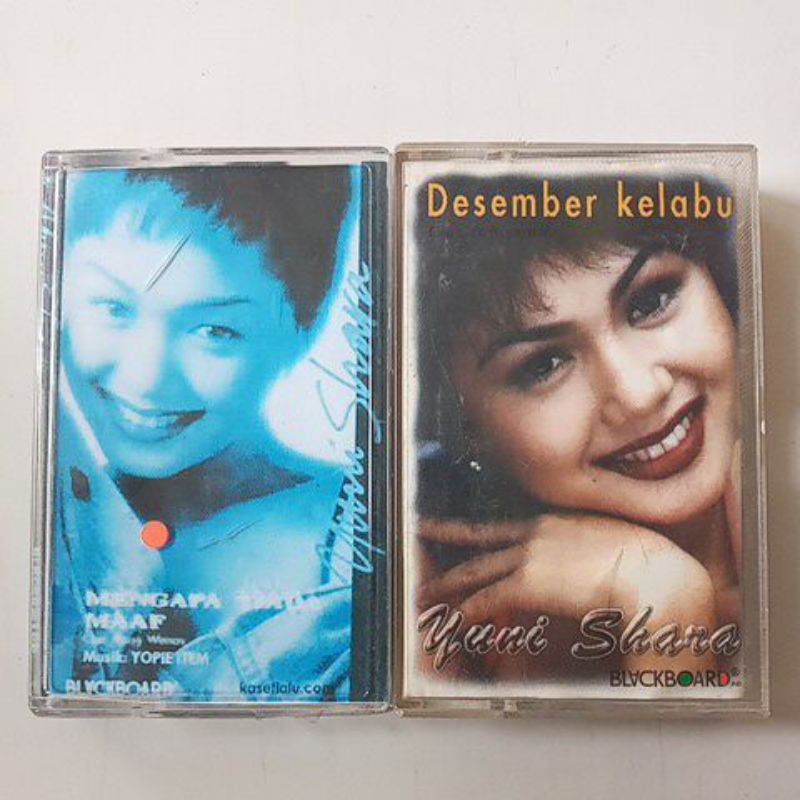 Yuni Shara
MENGAPA
MAAF
Musik: YOPIE ITEM
BLACKBOARD
kasetlalu.com
Desember kelabu
Yuni Shara
BLACKBOARD®